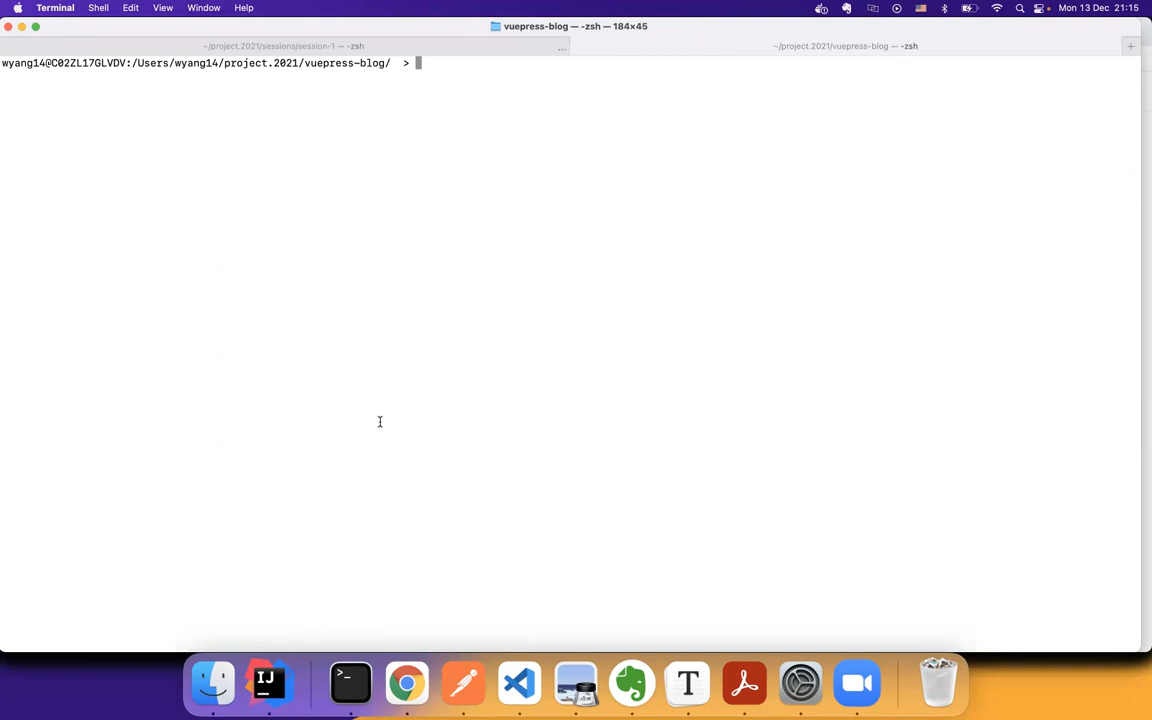 Terminal Shell Edit View Window Help Mon 13 Dec 21:15
vuepress-blog — -zsh — 184×45
~/project.2021/sessions/session-1 — -zsh ... ~/project.2021/vuepress-blog — -zsh +
wyang14@C02ZL17GLVDV:/Users/wyang14/project.2021/vuepress-blog/ >
IJ >_ T